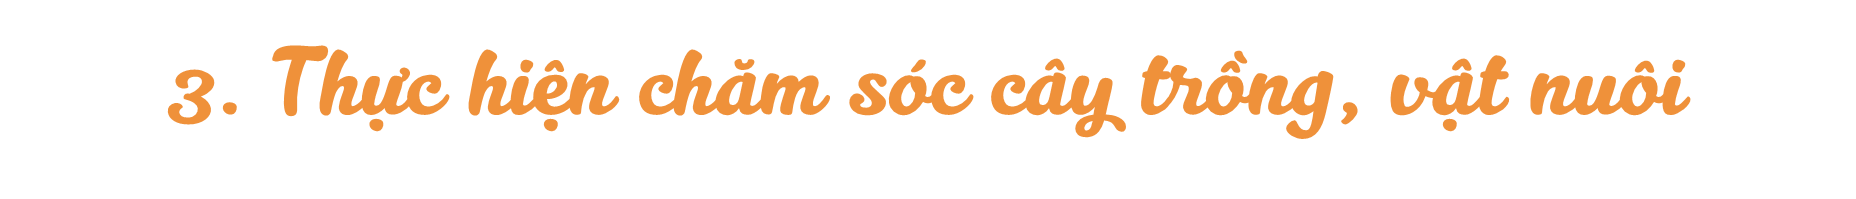 3. Thực hiện chăm sóc cây trồng, vật nuôi